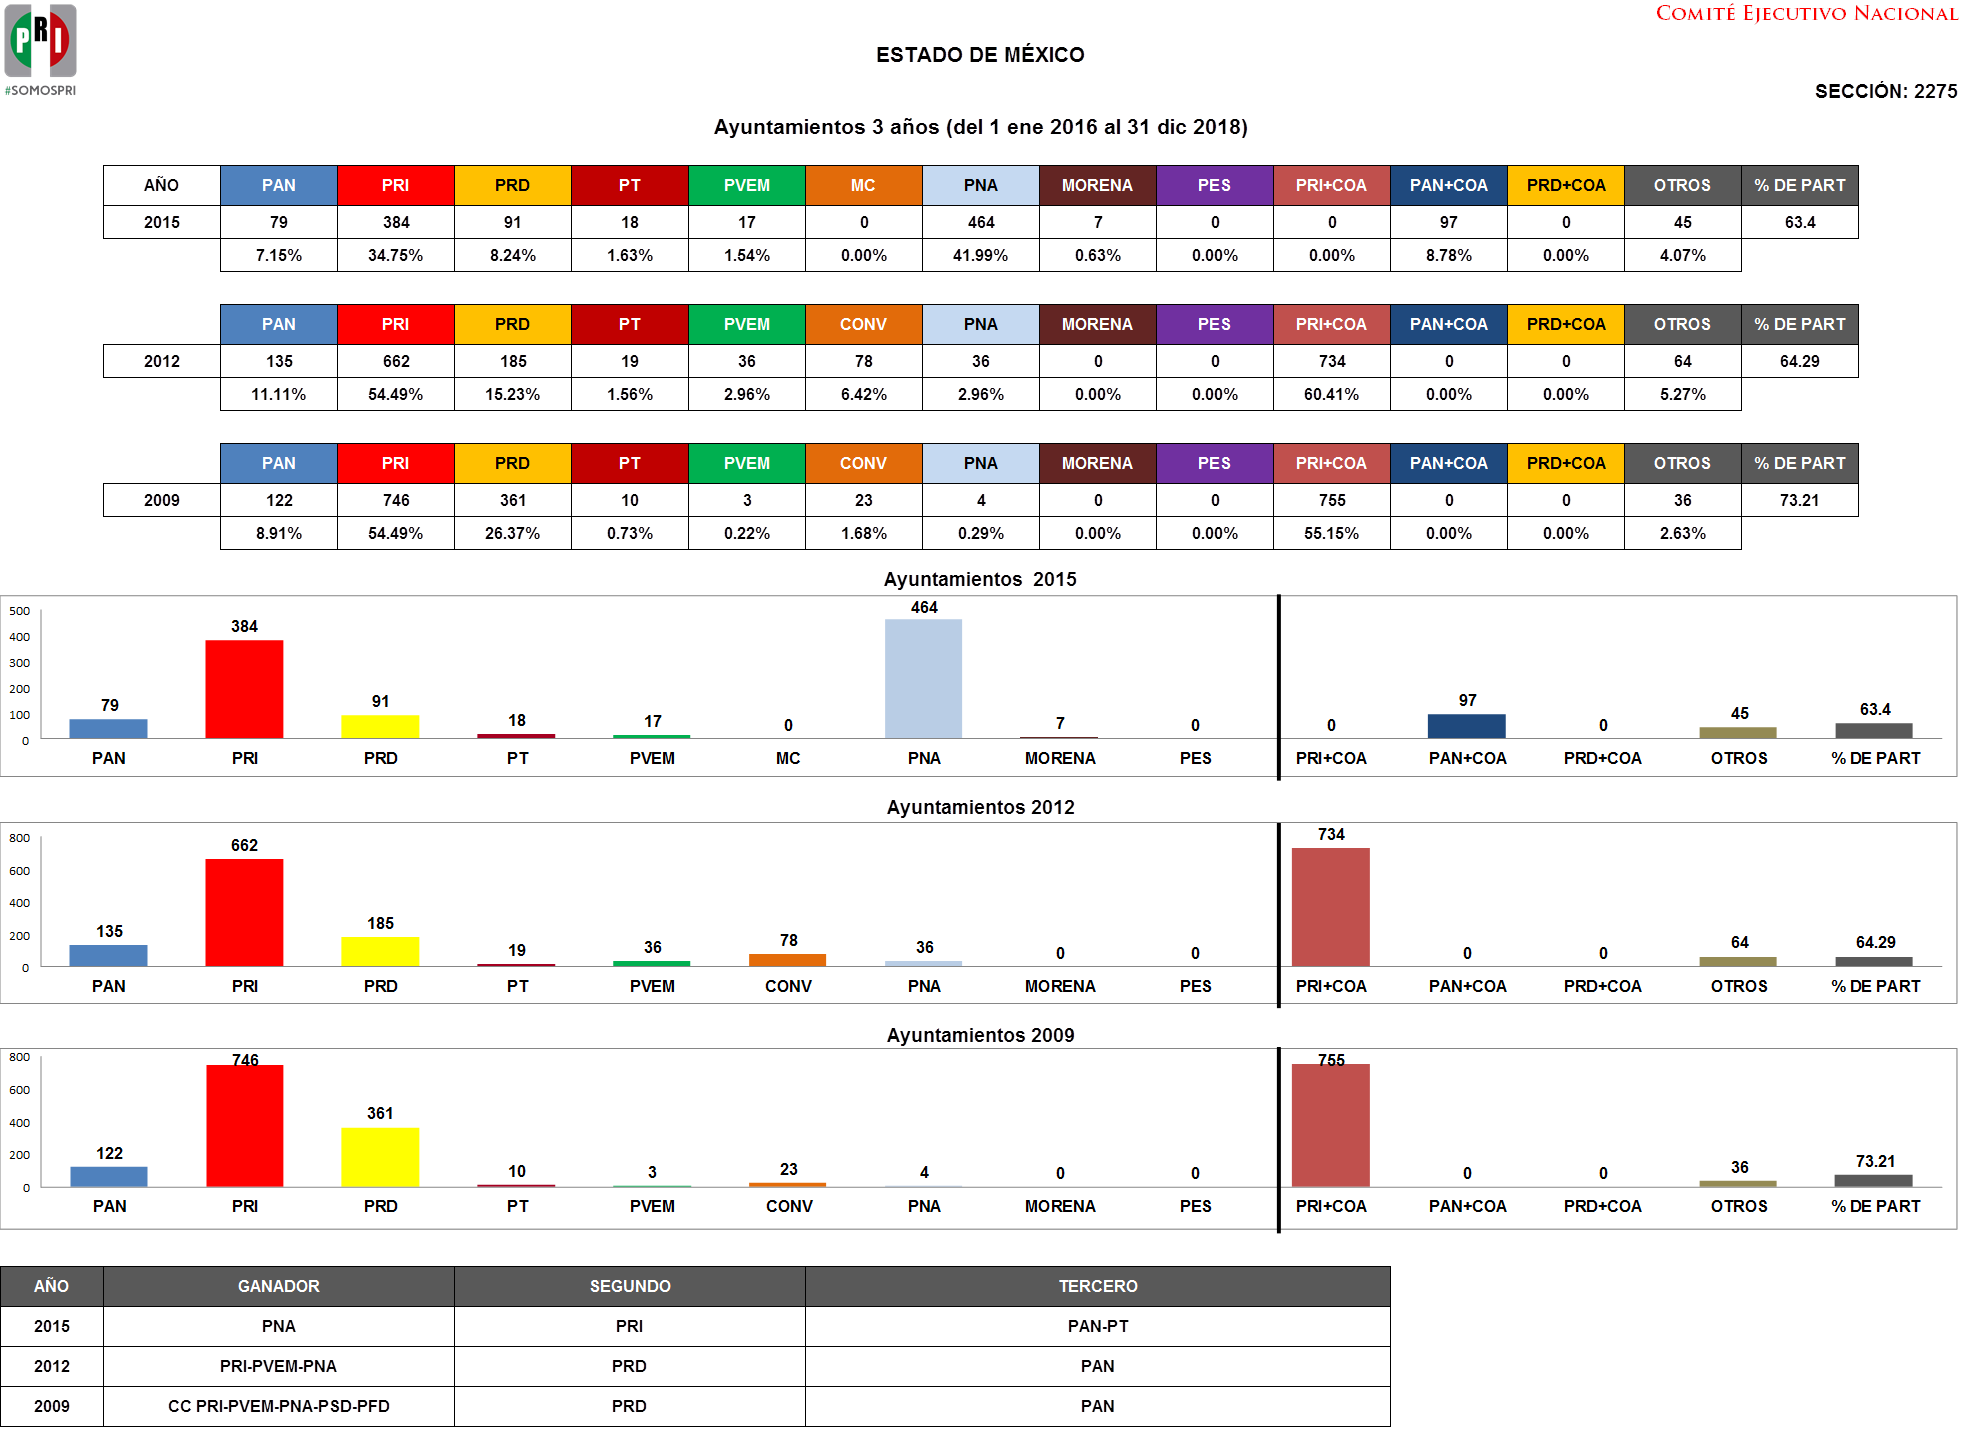 PRI
#SOMOSPRI
COMITÉ EJECUTIVO NACIONAL
ESTADO DE MÉXICO
SECCIÓN: 2275
Ayuntamientos 3 años (del 1 ene 2016 al 31 dic 2018)
AÑO PAN PRI PRD PT PVEM MC PNA MORENA PES PRI+COA PAN+COA PRD+COA OTROS % DE PART
2015 79 384 91 18 17 0 464 7 0 0 97 0 45 63.4
7.15% 34.75% 8.24% 1.63% 1.54% 0.00% 41.99% 0.63% 0.00% 0.00% 8.78% 0.00% 4.07%
PAN PRI PRD PT PVEM CONV PNA MORENA PES PRI+COA PAN+COA PRD+COA OTROS % DE PART
2012 135 662 185 19 36 78 36 0 0 734 0 0 64 64.29
11.11% 54.49% 15.23% 1.56% 2.96% 6.42% 2.96% 0.00% 0.00% 60.41% 0.00% 0.00% 5.27%
PAN PRI PRD PT PVEM CONV PNA MORENA PES PRI+COA PAN+COA PRD+COA OTROS % DE PART
2009 122 746 361 10 3 23 4 0 0 755 0 0 36 73.21
8.91% 54.49% 26.37% 0.73% 0.22% 1.68% 0.29% 0.00% 0.00% 55.15% 0.00% 0.00% 2.63%
Ayuntamientos 2015
500
400
300
200
100
0
79 384 91 18 17 0 464 7 0 0 97 0 45 63.4
PAN PRI PRD PT PVEM MC PNA MORENA PES PRI+COA PAN+COA PRD+COA OTROS % DE PART
Ayuntamientos 2012
800
600
400
200
0
135 662 185 19 36 78 36 0 0 734 0 0 64 64.29
PAN PRI PRD PT PVEM CONV PNA MORENA PES PRI+COA PAN+COA PRD+COA OTROS % DE PART
Ayuntamientos 2009
800
600
400
200
0
122 746 361 10 3 23 4 0 0 755 0 0 36 73.21
PAN PRI PRD PT PVEM CONV PNA MORENA PES PRI+COA PAN+COA PRD+COA OTROS % DE PART
AÑO GANADOR SEGUNDO TERCERO
2015 PNA PRI PAN-PT
2012 PRI-PVEM-PNA PRD PAN
2009 CC PRI-PVEM-PNA-PSD-PFD PRD PAN